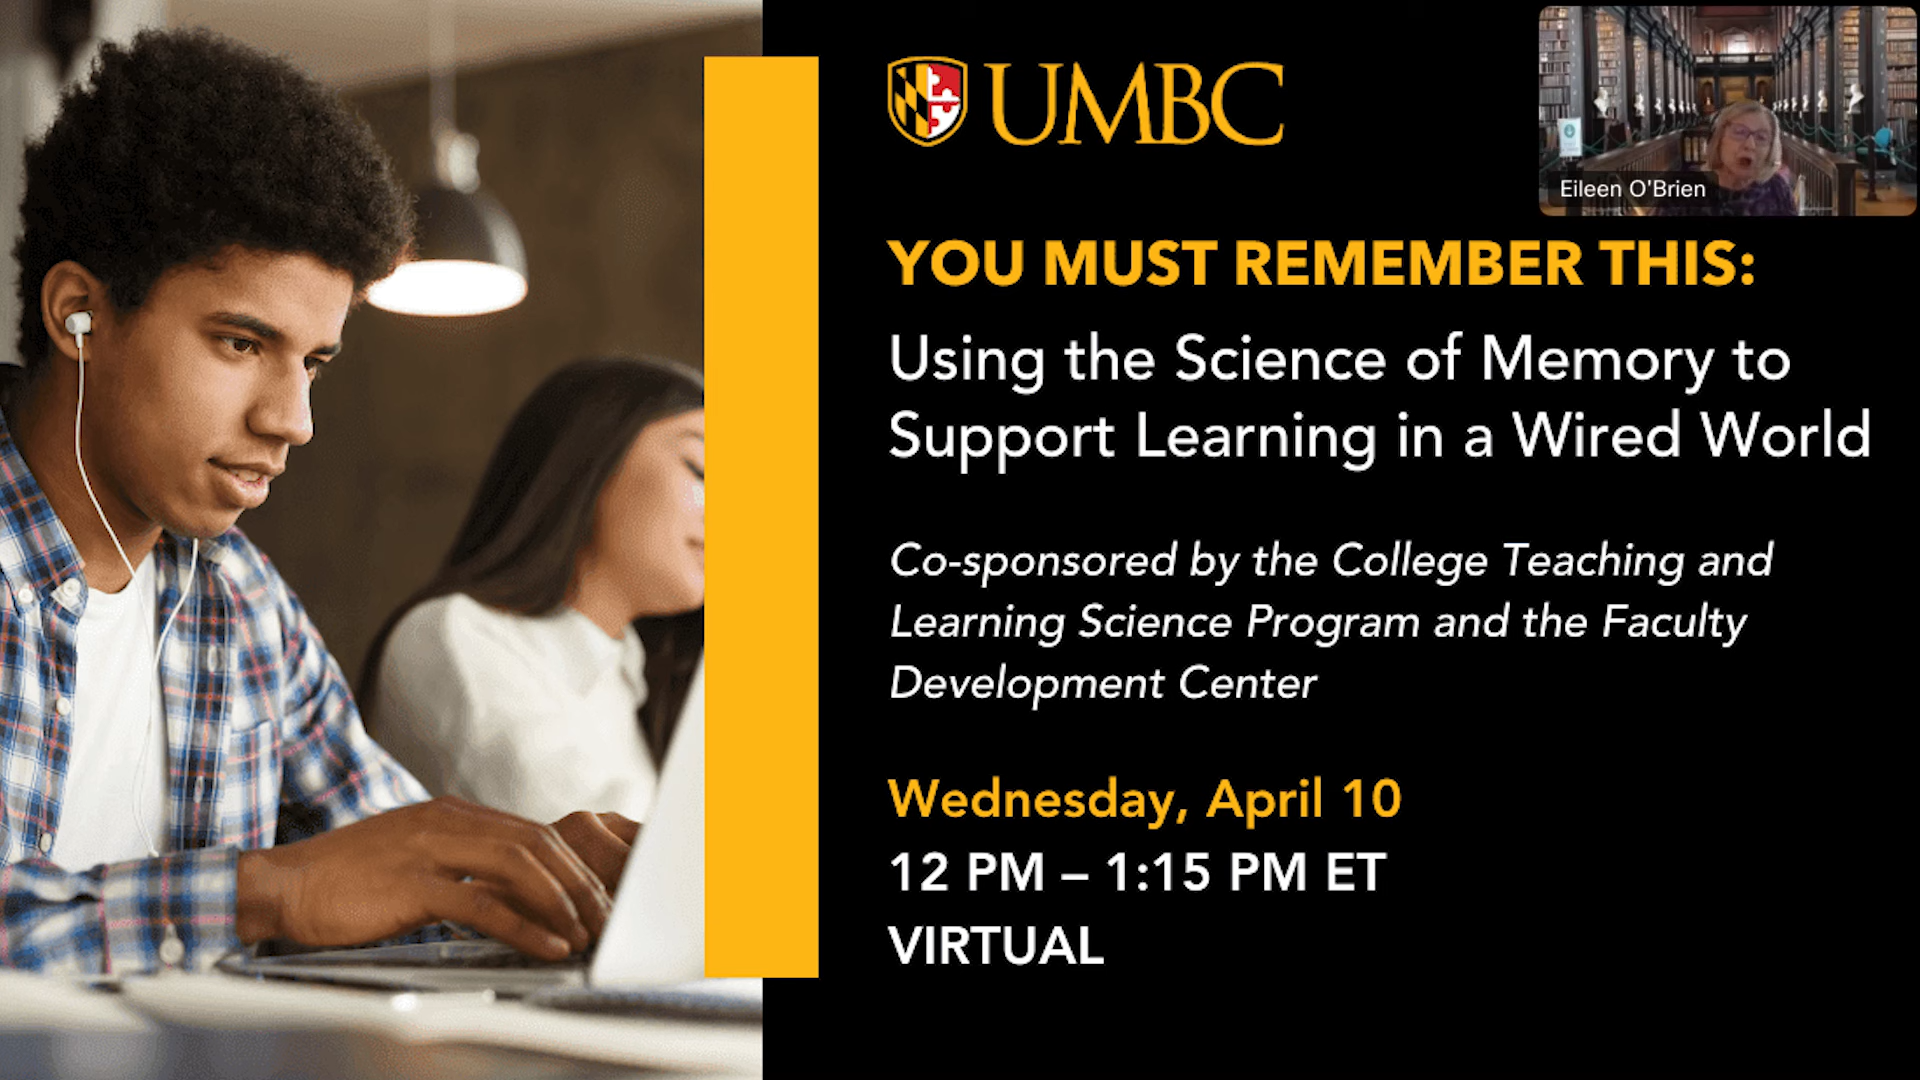 UMBC
Eileen O'Brien
YOU MUST REMEMBER THIS:
Using the Science of Memory to
Support Learning in a Wired World
Co-sponsored by the College Teaching and
Learning Science Program and the Faculty
Development Center
Wednesday, April 10
12 PM – 1:15 PM ET
VIRTUAL